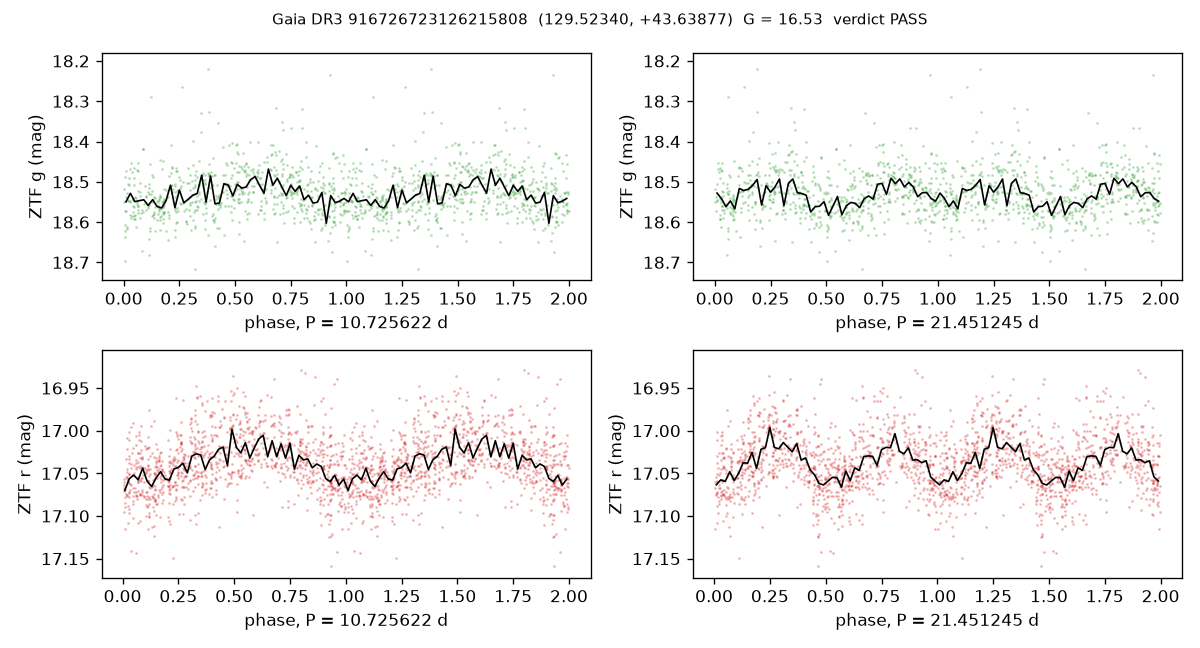 Gaia DR3 916726723126215808 (129.52340, +43.63877) G = 16.53 verdict PASS
ZTF g (mag)
18.2
18.3
18.4
18.5
18.6
18.7
0.00 0.25 0.50 0.75 1.00 1.25 1.50 1.75 2.00
phase, P = 10.725622 d
ZTF g (mag)
18.2
18.3
18.4
18.5
18.6
18.7
0.00 0.25 0.50 0.75 1.00 1.25 1.50 1.75 2.00
phase, P = 21.451245 d
ZTF r (mag)
16.95
17.00
17.05
17.10
17.15
0.00 0.25 0.50 0.75 1.00 1.25 1.50 1.75 2.00
phase, P = 10.725622 d
ZTF r (mag)
16.95
17.00
17.05
17.10
17.15
0.00 0.25 0.50 0.75 1.00 1.25 1.50 1.75 2.00
phase, P = 21.451245 d